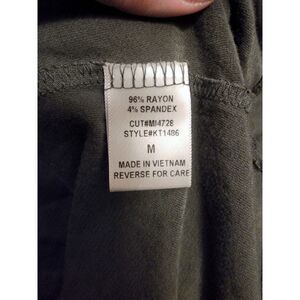 96% RAYON
4% SPANDEX
CUT#MI4728
STYLE#KT1486
M
MADE IN VIETNAM
REVERSE FOR CARE